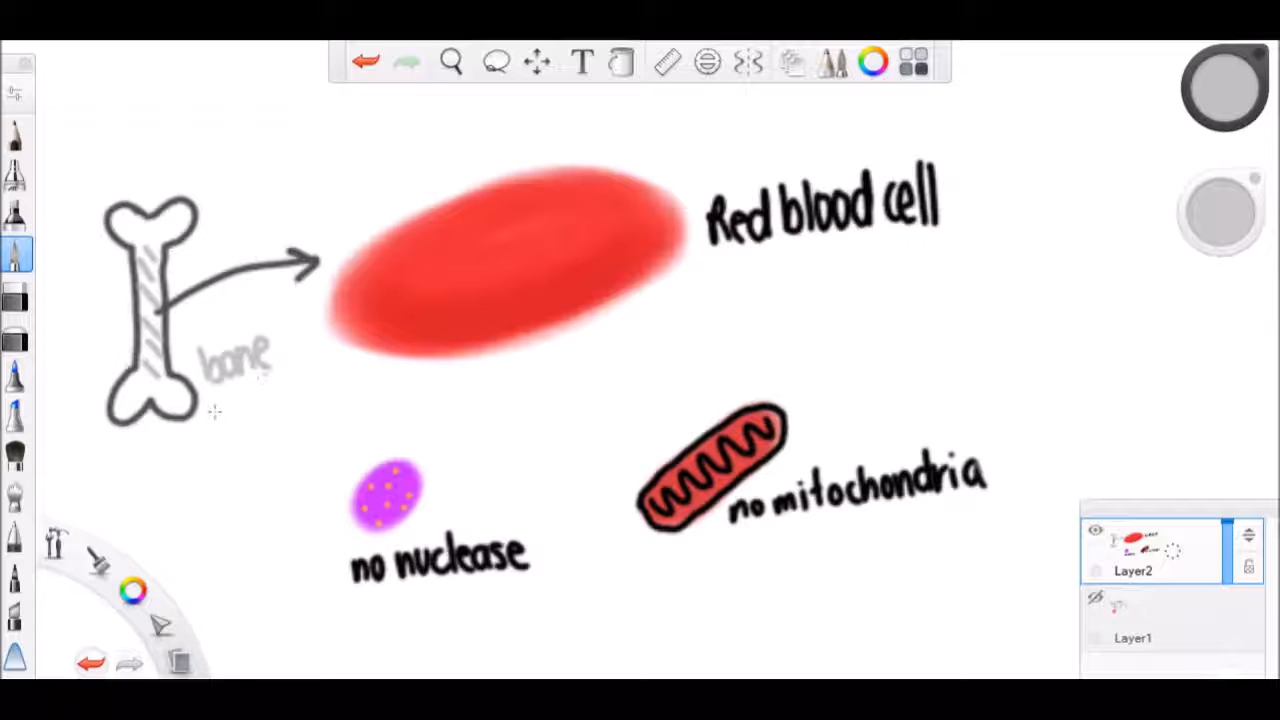 Red blood cell
bone
no mitochondria
no nuclease
Layer2
Layer1